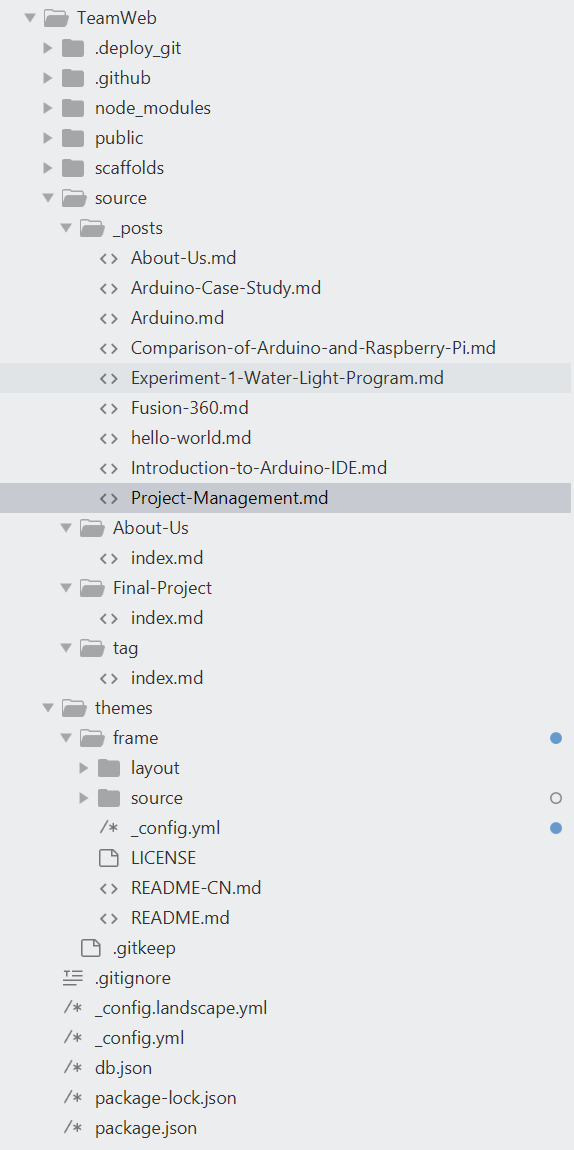 TeamWeb
.deploy_git
.github
node_modules
public
scaffolds
source
_posts
About-Us.md
Arduino-Case-Study.md
Arduino.md
Comparison-of-Arduino-and-Raspberry-Pi.md
Experiment-1-Water-Light-Program.md
Fusion-360.md
hello-world.md
Introduction-to-Arduino-IDE.md
Project-Management.md
About-Us
index.md
Final-Project
index.md
tag
index.md
themes
frame
layout
source
_config.yml
LICENSE
README-CN.md
README.md
.gitkeep
.gitignore
_config.landscape.yml
_config.yml
db.json
package-lock.json
package.json